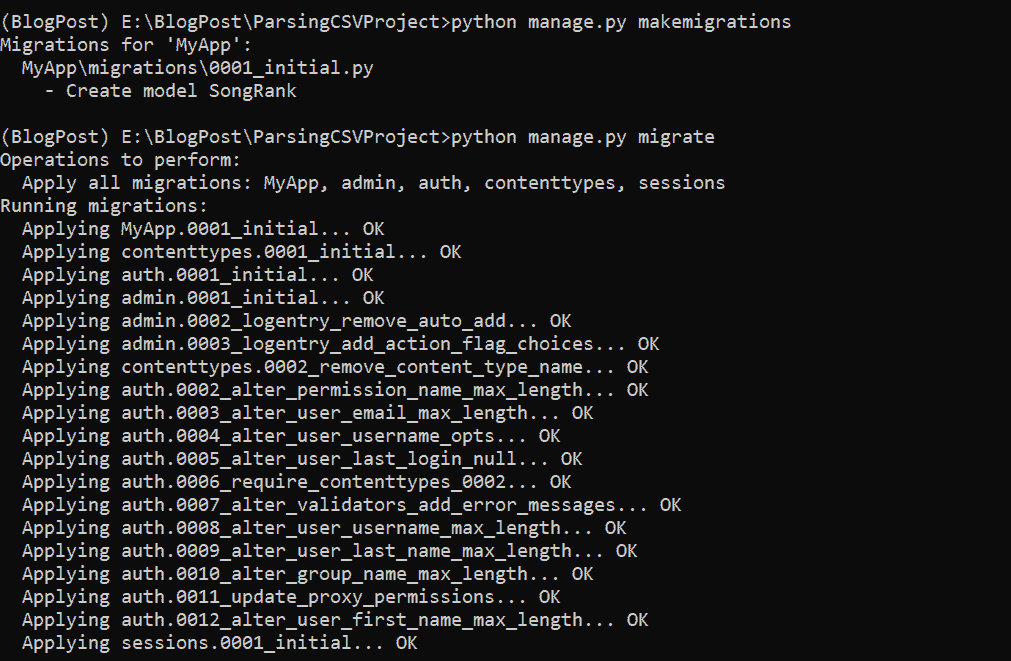 (BlogPost) E:\BlogPost\ParsingCSVProject>python manage.py makemigrations
Migrations for 'MyApp':
  MyApp\migrations\0001_initial.py
    - Create model SongRank

(BlogPost) E:\BlogPost\ParsingCSVProject>python manage.py migrate
Operations to perform:
  Apply all migrations: MyApp, admin, auth, contenttypes, sessions
Running migrations:
  Applying MyApp.0001_initial... OK
  Applying contenttypes.0001_initial... OK
  Applying auth.0001_initial... OK
  Applying admin.0001_initial... OK
  Applying admin.0002_logentry_remove_auto_add... OK
  Applying admin.0003_logentry_add_action_flag_choices... OK
  Applying contenttypes.0002_remove_content_type_name... OK
  Applying auth.0002_alter_permission_name_max_length... OK
  Applying auth.0003_alter_user_email_max_length... OK
  Applying auth.0004_alter_user_username_opts... OK
  Applying auth.0005_alter_user_last_login_null... OK
  Applying auth.0006_require_contenttypes_0002... OK
  Applying auth.0007_alter_validators_add_error_messages... OK
  Applying auth.0008_alter_user_username_max_length... OK
  Applying auth.0009_alter_user_last_name_max_length... OK
  Applying auth.0010_alter_group_name_max_length... OK
  Applying auth.0011_update_proxy_permissions... OK
  Applying auth.0012_alter_user_first_name_max_length... OK
  Applying sessions.0001_initial... OK